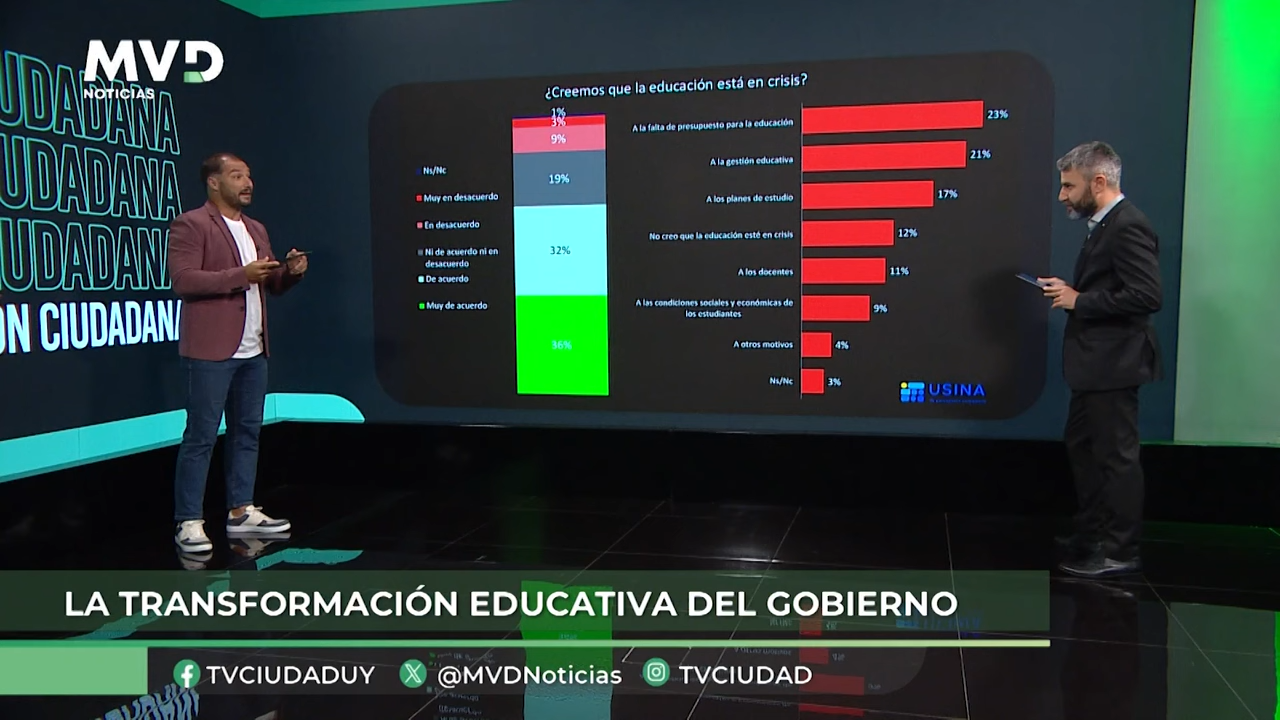 MVD
NOTICIAS
UDADANA
UDADANA
UDADANA
ÓN CIUDADANA
¿Creemos que la educación está en crisis?
1%
3%
9%
19%
32%
36%
Ns/Nc
Muy en desacuerdo
En desacuerdo
Ni de acuerdo ni en
desacuerdo
De acuerdo
Muy de acuerdo
A la falta de presupuesto para la educación 23%
A la gestión educativa 21%
A los planes de estudio 17%
No creo que la educación esté en crisis 12%
A los docentes 11%
A las condiciones sociales y económicas de
los estudiantes 9%
A otros motivos 4%
Ns/Nc 3%
USINA
LA TRANSFORMACIÓN EDUCATIVA DEL GOBIERNO
TVCIUDADUY @MVDNoticias TVCIUDAD